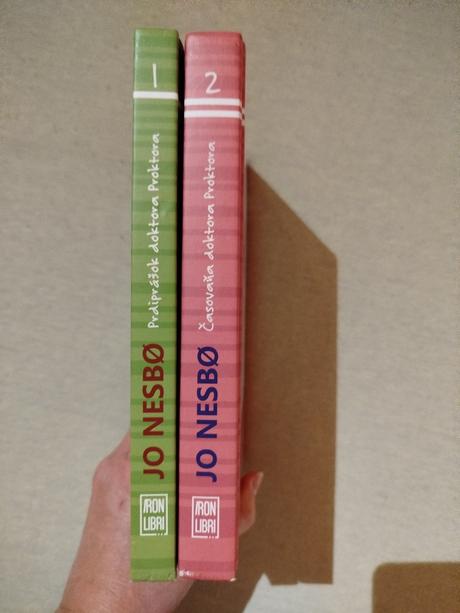 1
Prdiprášok doktora Proktora
JO NESBØ
IRON
LIBRI
2
Časovaňa doktora Proktora
JO NESBØ
IRON
LIBRI